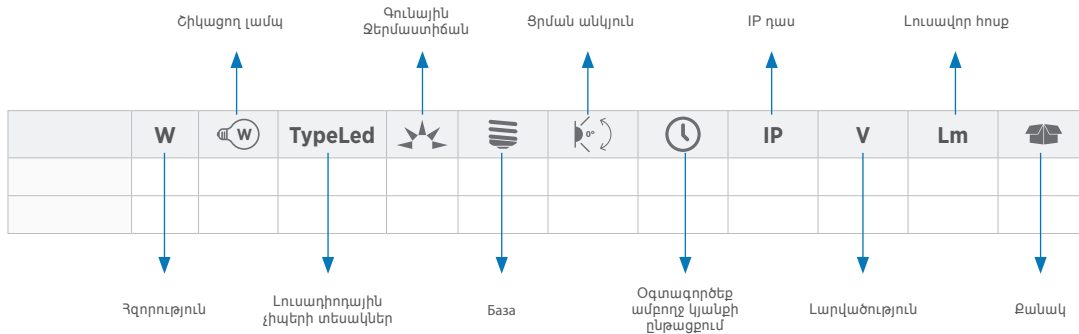 Շիկացող լամպ
Գունային
Ջերմաստիճան
Ցրման անկյուն
IP դաս
Լուսավոր հոսք
W
W
TypeLed
0°
IP
V
Lm
Հզորություն
Լուսադիոդային
չիպերի տեսակներ
Բազա
Օգտագործեք
ամբողջ կյանքի
ընթացքում
Լարվածություն
Քանակ